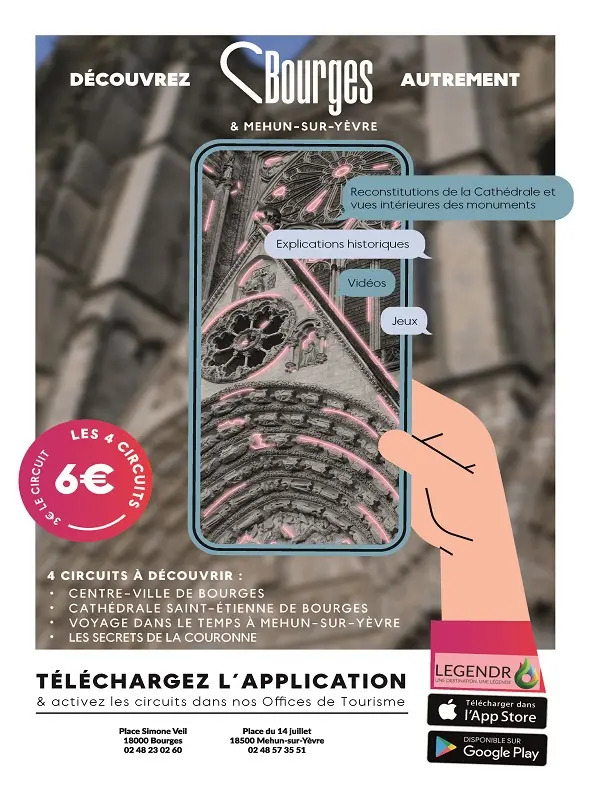 DÉCOUVREZ
Bourges
AUTREMENT
& MEHUN-SUR-YÈVRE
Reconstitutions de la Cathédrale et
vues intérieures des monuments
Explications historiques
Vidéos
Jeux
LES 4 CIRCUITS
6€
3€ LE CIRCUIT
4 CIRCUITS À DÉCOUVRIR :
• CENTRE-VILLE DE BOURGES
• CATHÉDRALE SAINT-ÉTIENNE DE BOURGES
• VOYAGE DANS LE TEMPS À MEHUN-SUR-YÈVRE
• LES SECRETS DE LA COURONNE
TÉLÉCHARGEZ L'APPLICATION
& activez les circuits dans nos Offices de Tourisme
Place Simone Veil
18000 Bourges
02 48 23 02 60
Place du 14 juillet
18500 Mehun-sur-Yèvre
02 48 57 35 51
LEGENDR
UNE DESTINATION, UNE LÉGENDE
Télécharger dans
l'App Store
DISPONIBLE SUR
Google Play